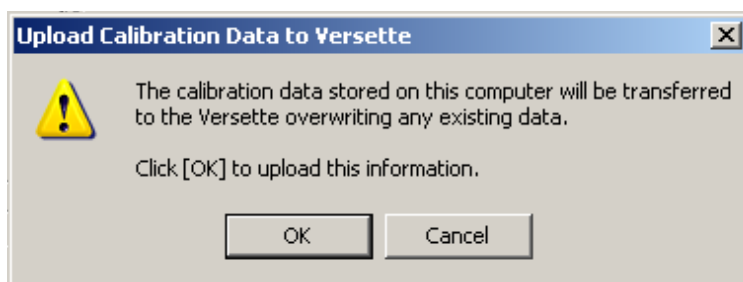 Upload Calibration Data to Versette
The calibration data stored on this computer will be transferred
to the Versette overwriting any existing data.
Click [OK] to upload this information.
OK
Cancel